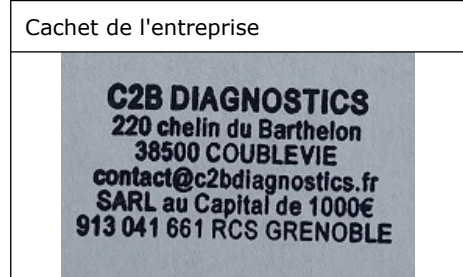 Cachet de l'entreprise
C2B DIAGNOSTICS
220 chelin du Barthelon
38500 COUBLEVIE
contact@c2bdiagnostics.fr
SARL au Capital de 1000€
913 041 661 RCS GRENOBLE